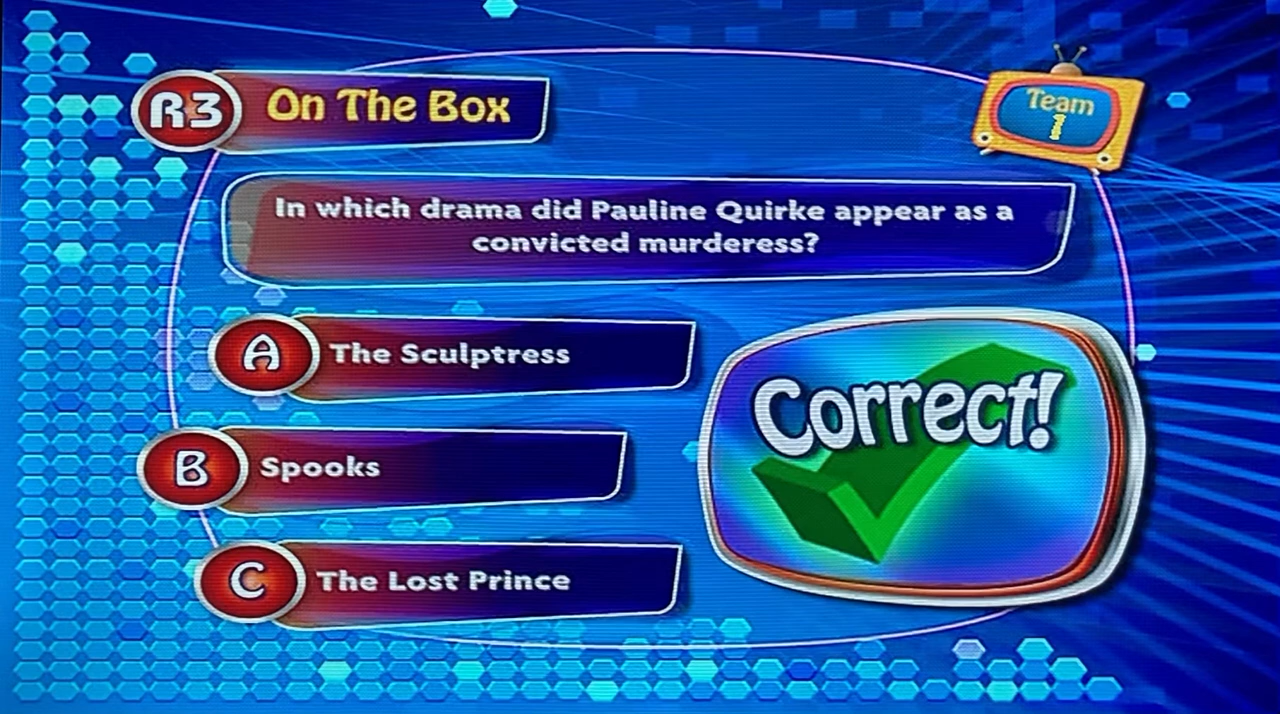 R3 On The Box
Team
1
In which drama did Pauline Quirke appear as a
convicted murderess?
A The Sculptress
B Spooks
C The Lost Prince
Correct!